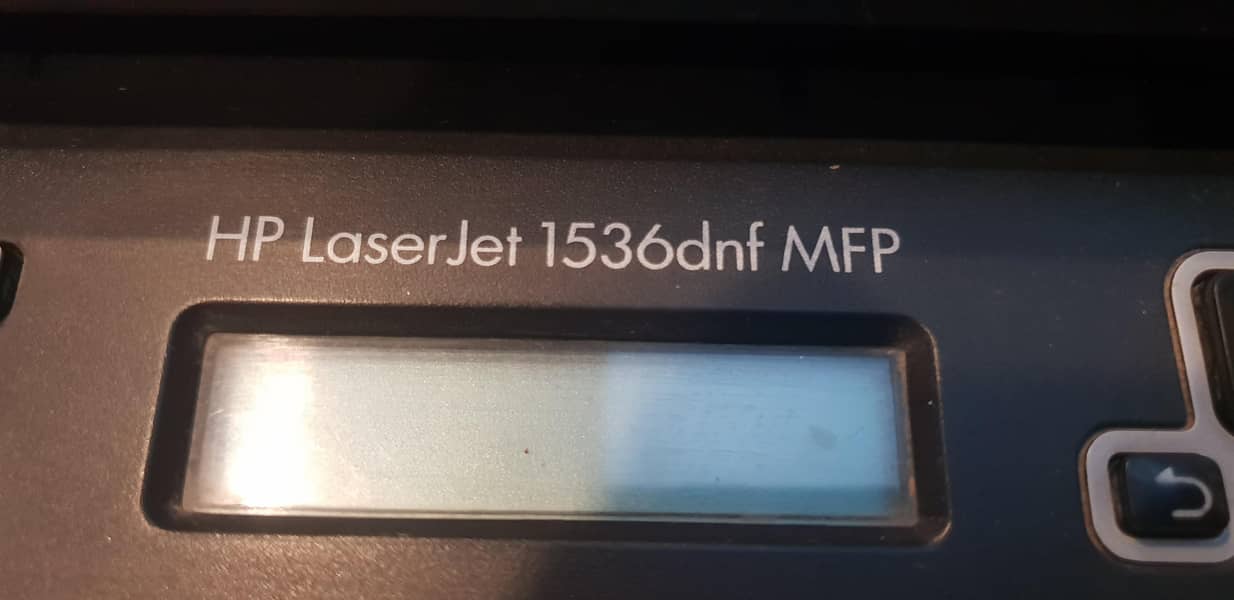 HP LaserJet 1536dnf MFP